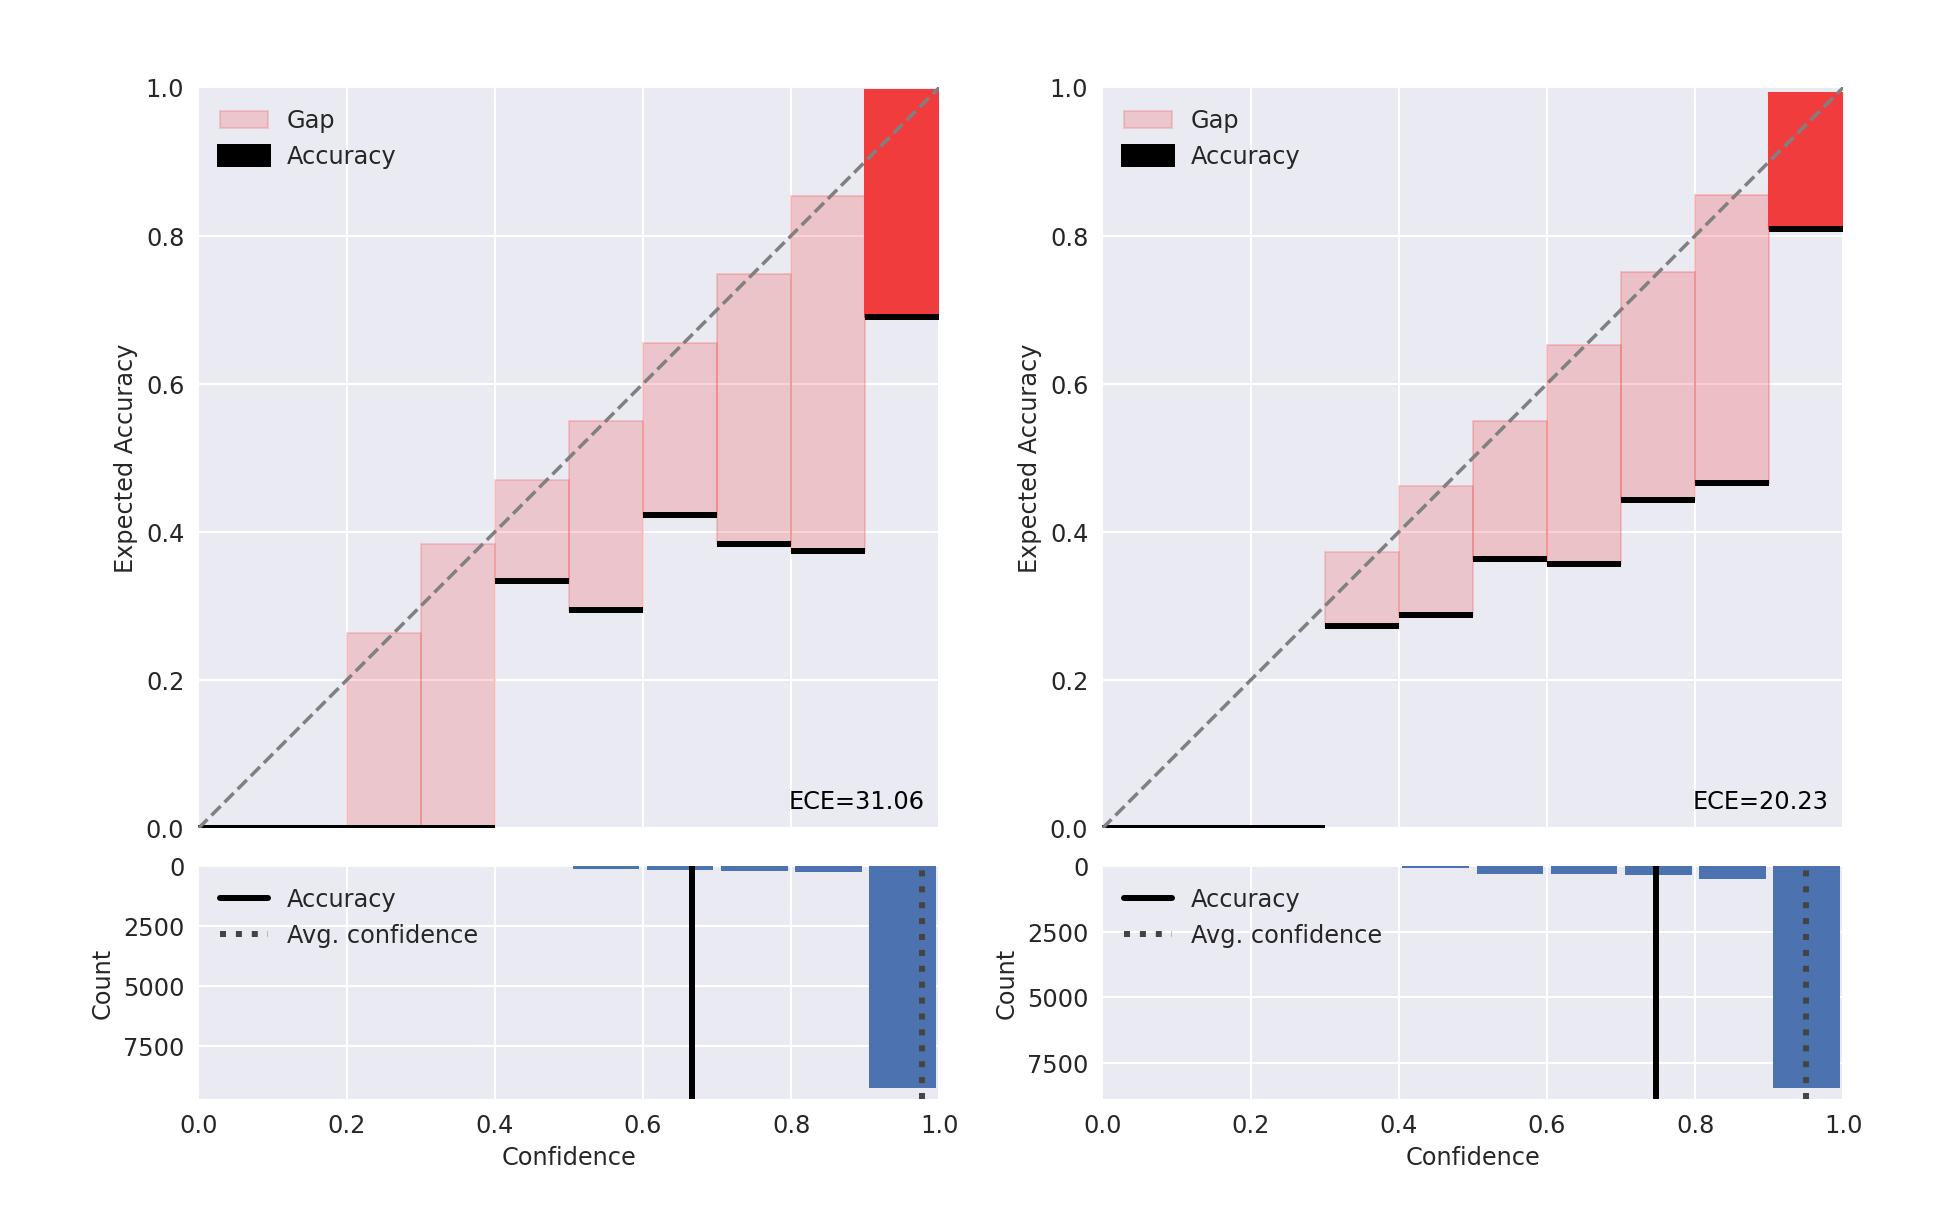 1.0
0.8
0.6
0.4
0.2
0.0
Expected Accuracy
Gap
Accuracy
ECE=31.06
0
2500
5000
7500
Count
Accuracy
Avg. confidence
0.0 0.2 0.4 0.6 0.8 1.0
Confidence
1.0
0.8
0.6
0.4
0.2
0.0
Expected Accuracy
Gap
Accuracy
ECE=20.23
0
2500
5000
7500
Count
Accuracy
Avg. confidence
0.0 0.2 0.4 0.6 0.8 1.0
Confidence